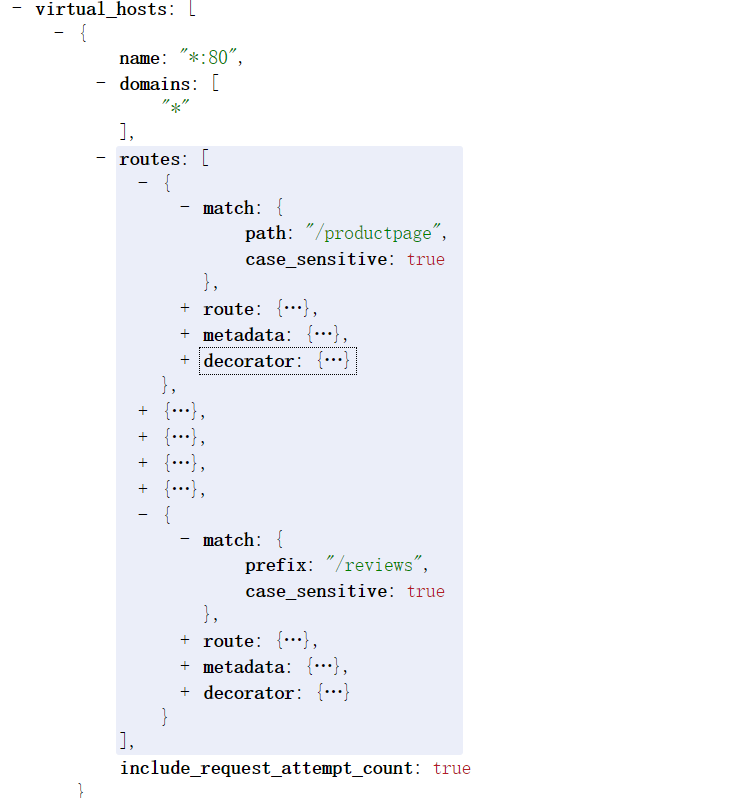 - virtual_hosts: [
- {
name: "*:80",
- domains: [
"*"
],
- routes: [
- {
- match: {
path: "/productpage",
case_sensitive: true
},
+ route: {…},
+ metadata: {…},
+ decorator: {…}
},
+ {…},
+ {…},
+ {…},
+ {…},
- {
- match: {
prefix: "/reviews",
case_sensitive: true
},
+ route: {…},
+ metadata: {…},
+ decorator: {…}
}
],
include_request_attempt_count: true
}